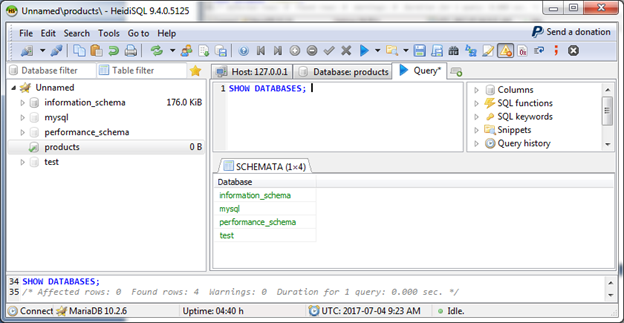 Unnamed\products\ - HeidiSQL 9.4.0.5125
File Edit Search Tools Go to Help Send a donation
Database filter Table filter
Host: 127.0.0.1 Database: products Query*
Unnamed
information_schema 176.0 KiB
mysql
performance_schema
products 0 B
test
1 SHOW DATABASES;
Columns
SQL functions
SQL keywords
Snippets
Query history
SCHEMATA (1×4)
Database
information_schema
mysql
performance_schema
test
34 SHOW DATABASES;
35 /* Affected rows: 0 Found rows: 4 Warnings: 0 Duration for 1 query: 0.000 sec. */
Connect MariaDB 10.2.6 Uptime: 04:40 h UTC: 2017-07-04 9:23 AM Idle.